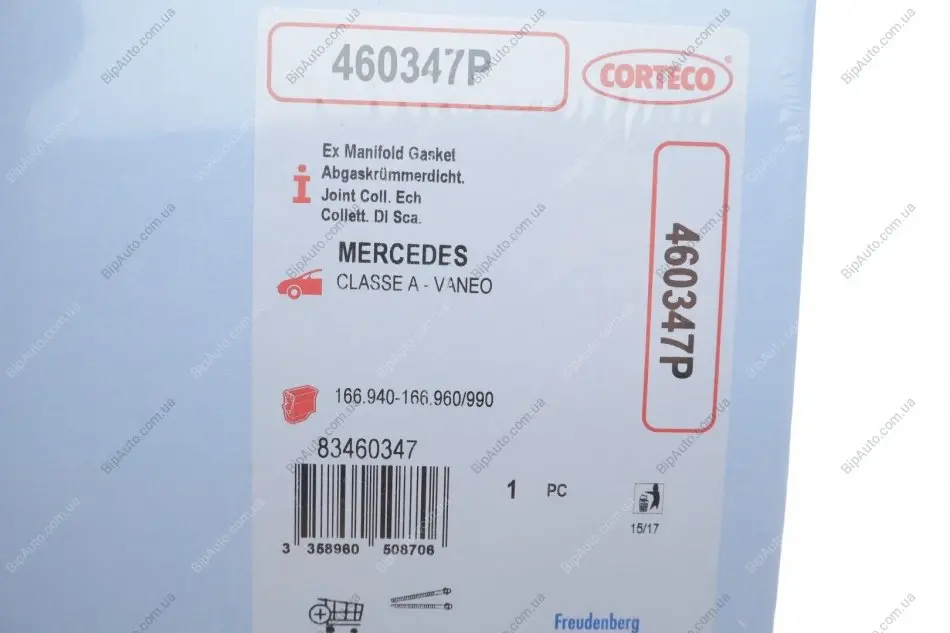 460347P
CORTECO
Ex Manifold Gasket
Abgaskrümmerdicht.
Joint Coll. Ech
Collett. DI Sca.
MERCEDES
CLASSE A - VANEO
460347P
166.940-166.960/990
83460347
1 PC
15/17
3 358960 508706
Freudenberg
BipAuto.com.ua